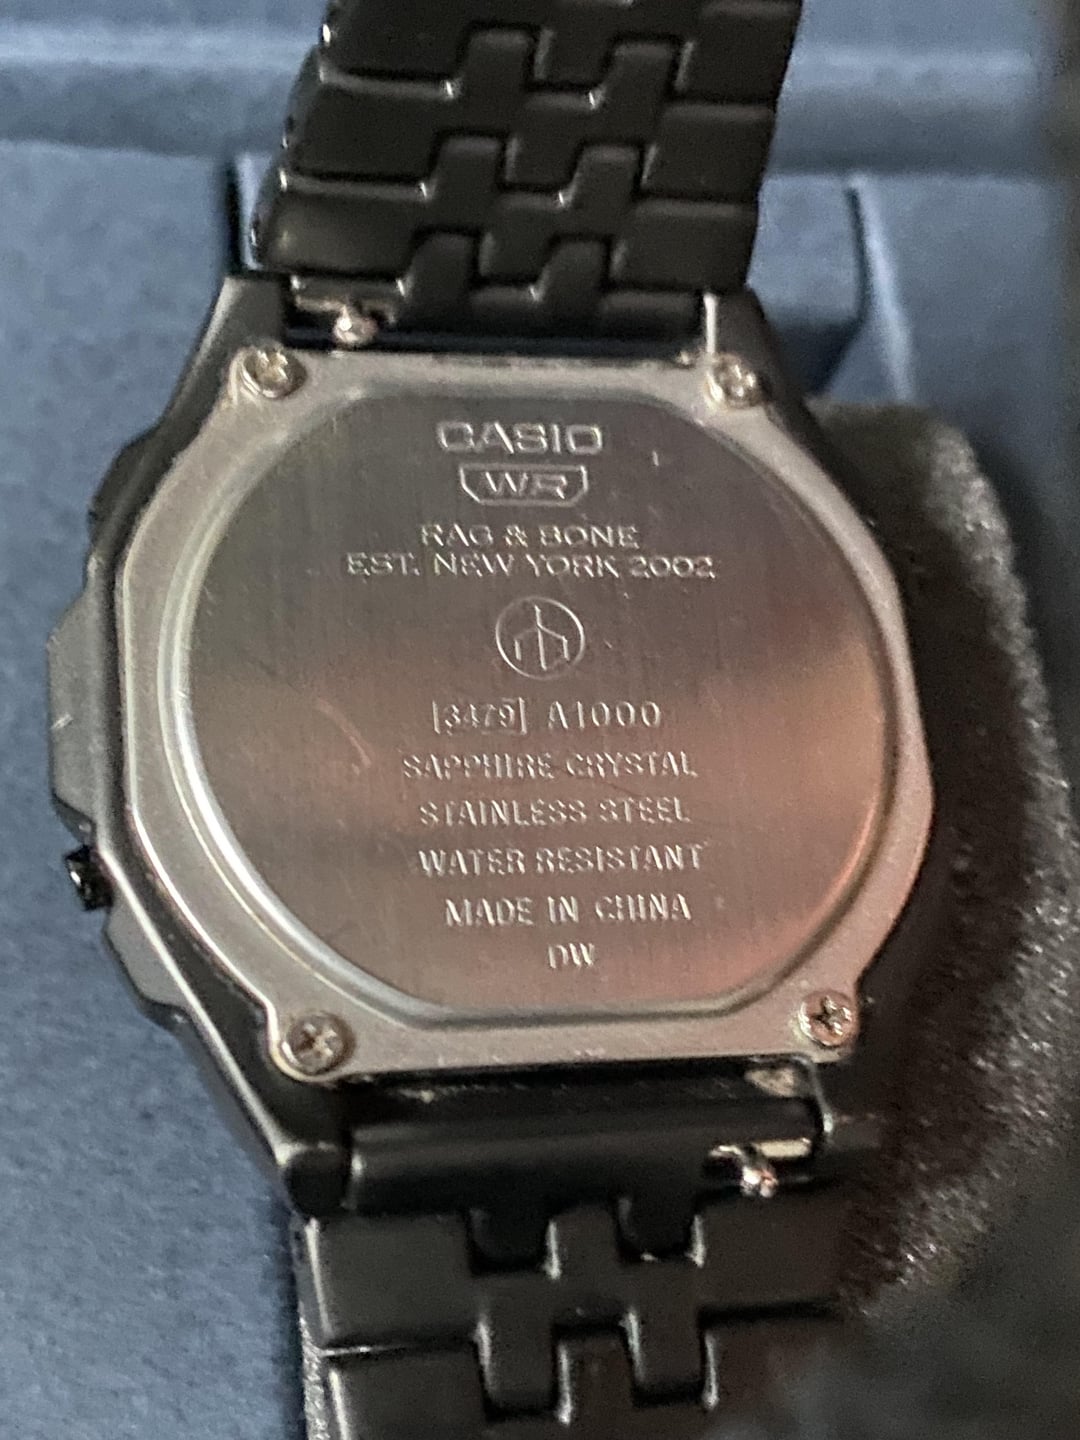 CASIO
WR
RAG & BONE
EST. NEW YORK 2002
3479 A1000
SAPPHIRE CRYSTAL
STAINLESS STEEL
WATER RESISTANT
MADE IN CHINA
DW